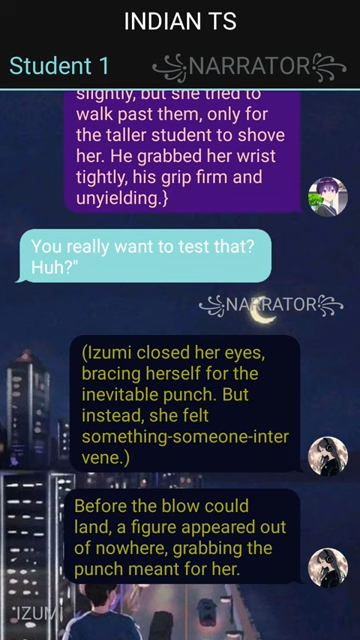 INDIAN TS
Student 1
NARRATOR
slightly, but she tried to
walk past them, only for
the taller student to shove
her. He grabbed her wrist
tightly, his grip firm and
unyielding.}
You really want to test that?
Huh?"
NARRATOR
(Izumi closed her eyes,
bracing herself for the
inevitable punch. But
instead, she felt
something-someone-inter
vene.)
Before the blow could
land, a figure appeared out
of nowhere, grabbing the
punch meant for her.
IZUMI